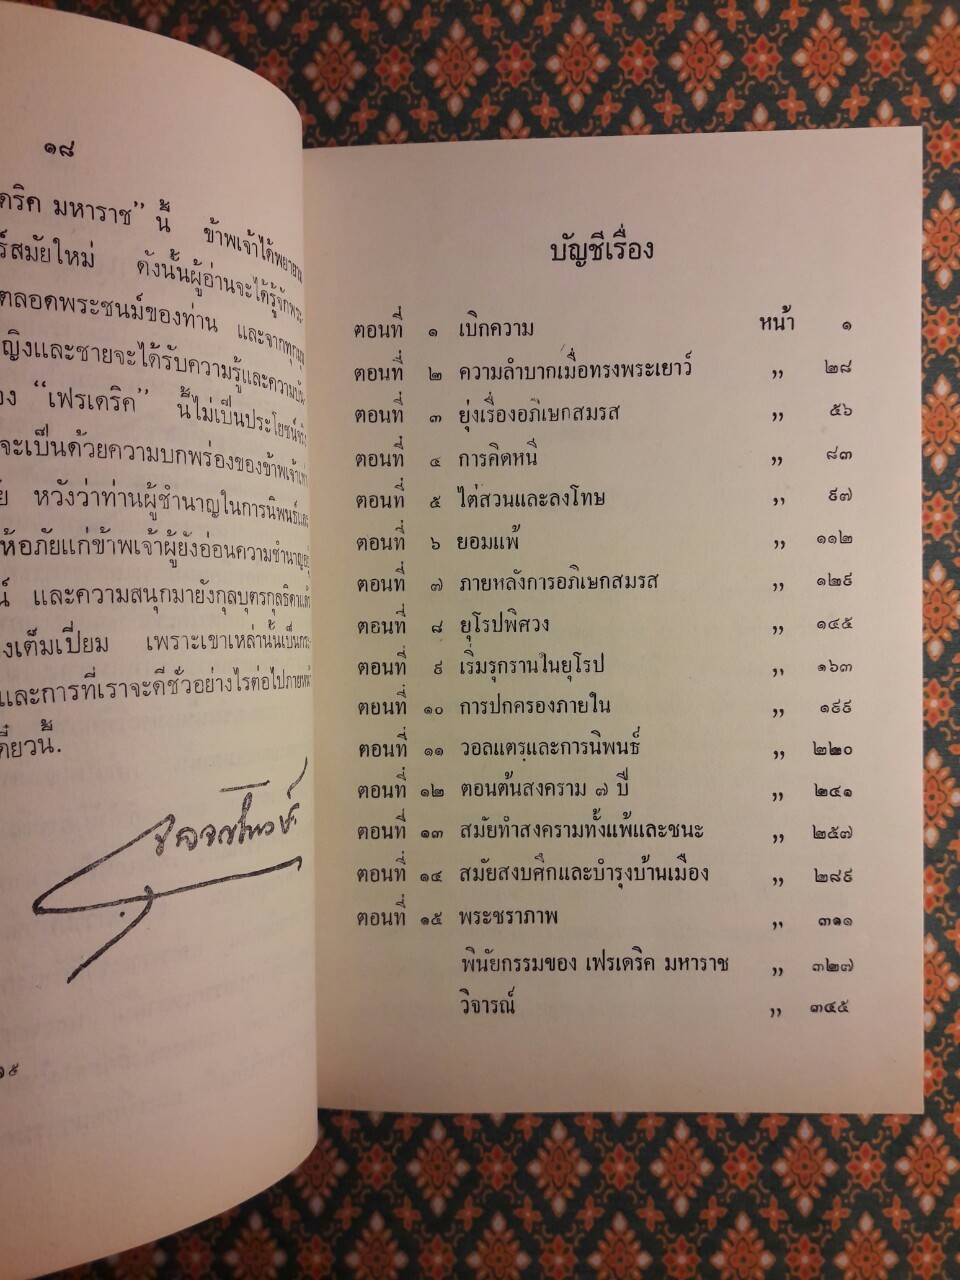 ๑๘
ดริค มหาราช” นี้ ข้าพเจ้าได้พยายาม
ร์สมัยใหม่ ดังนั้นผู้อ่านจะได้รู้จักพระ
ตลอดพระชนม์ของท่าน และจากทุกมุม
ญิงและชายจะได้รับความรู้และความบัน
อง “เฟรเดริค” นี้ไม่เป็นประโยชน์จริง
จะเป็นด้วยความบกพร่องของข้าพเจ้าเท่า
ย หวังว่าท่านผู้ชำนาญในการนิพนธ์และ
ห้อภัยแก่ข้าพเจ้าผู้ยังอ่อนความชำนาญอยู่
น์ และความสนุกมายังกุลบุตรกุลธิดาแล้ว
งเต็มเปี่ยม เพราะเขาเหล่านั้นเป็นกระ
และการที่เราจะดีชั่วอย่างไรต่อไปภายหน้า
ดี๋ยวนี้.
๑๕
บัญชีเรื่อง
ตอนที่ ๑ เบิกความ หน้า ๑
ตอนที่ ๒ ความลำบากเมื่อทรงพระเยาว์ ,, ๒๘
ตอนที่ ๓ ยุ่งเรื่องอภิเษกสมรส ,, ๕๖
ตอนที่ ๔ การคิดหนี ,, ๘๓
ตอนที่ ๕ ไต่สวนและลงโทษ ,, ๙๗
ตอนที่ ๖ ยอมแพ้ ,, ๑๑๒
ตอนที่ ๗ ภายหลังการอภิเษกสมรส ,, ๑๒๙
ตอนที่ ๘ ยุโรปพิศวง ,, ๑๔๕
ตอนที่ ๙ เริ่มรุกรานในยุโรป ,, ๑๖๓
ตอนที่ ๑๐ การปกครองภายใน ,, ๑๙๙
ตอนที่ ๑๑ วอลแตรและการนิพนธ์ ,, ๒๒๐
ตอนที่ ๑๒ ตอนต้นสงคราม ๗ ปี ,, ๒๔๑
ตอนที่ ๑๓ สมัยทำสงครามทั้งแพ้และชนะ ,, ๒๕๗
ตอนที่ ๑๔ สมัยสงบศึกและบำรุงบ้านเมือง ,, ๒๘๙
ตอนที่ ๑๕ พระชราภาพ ,, ๓๑๑
พินัยกรรมของ เฟรเดริค มหาราช ,, ๓๒๗
วิจารณ์ ,, ๓๔๕